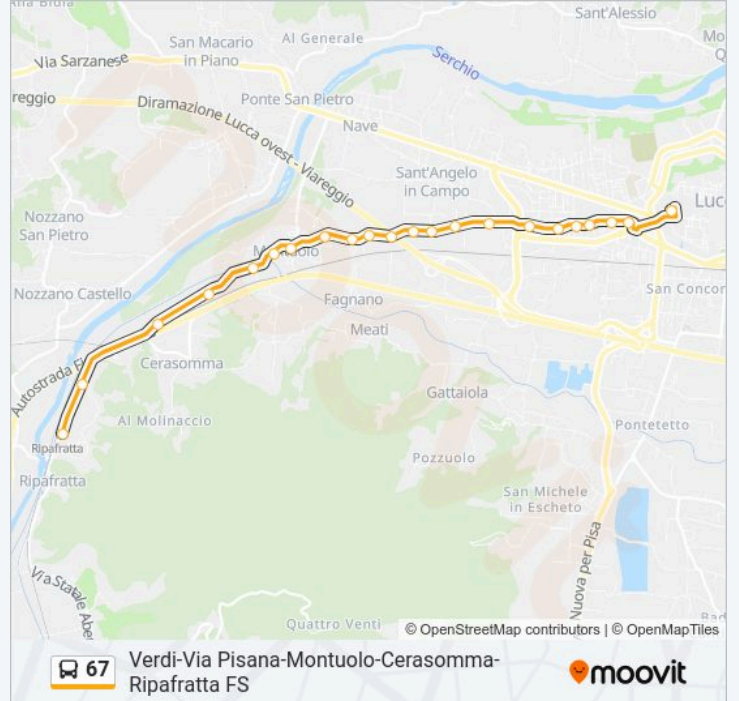 Sant'Alessio
San Macario
in Piano
Al Generale
Via Sarzanese
Serchio
reggio
Diramazione Lucca ovest - Viareggio
Ponte San Pietro
Nave
Sant'Angelo
in Campo
Luc
Nozzano
San Pietro
Nozzano Castello
San Concor
Fagnano
Meati
Autostrada Fi
Cerasomma
Gattaiola
Al Molinaccio
Pontetetto
Ripafratta
Pozzuolo
Ripafratta
San Michele
in Escheto
Nuova per Pisa
Via Statale Abe
Quattro Venti
Bad
© OpenStreetMap contributors | © OpenMapTiles
67
Verdi-Via Pisana-Montuolo-Cerasomma-
Ripafratta FS
moovit